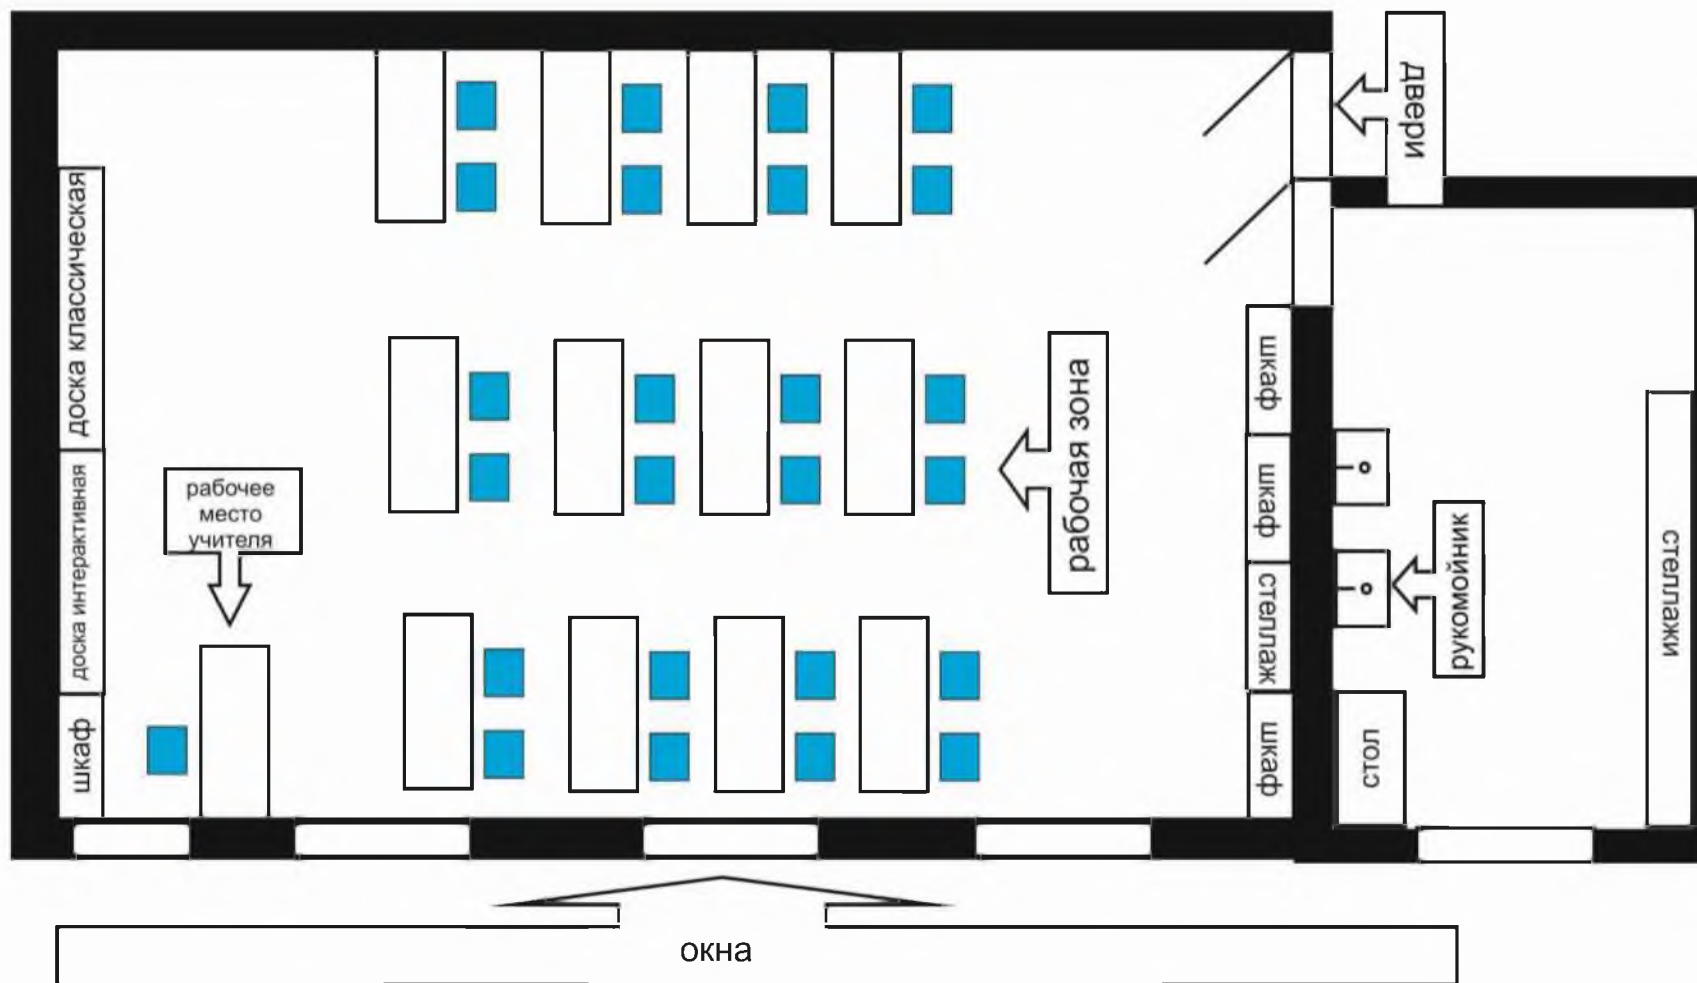 двери
доска классическая
доска интерактивная
шкаф
рабочее
место
учителя
рабочая зона
шкаф
шкаф
стеллаж
шкаф
рукомойник
стол
стеллажи
окна